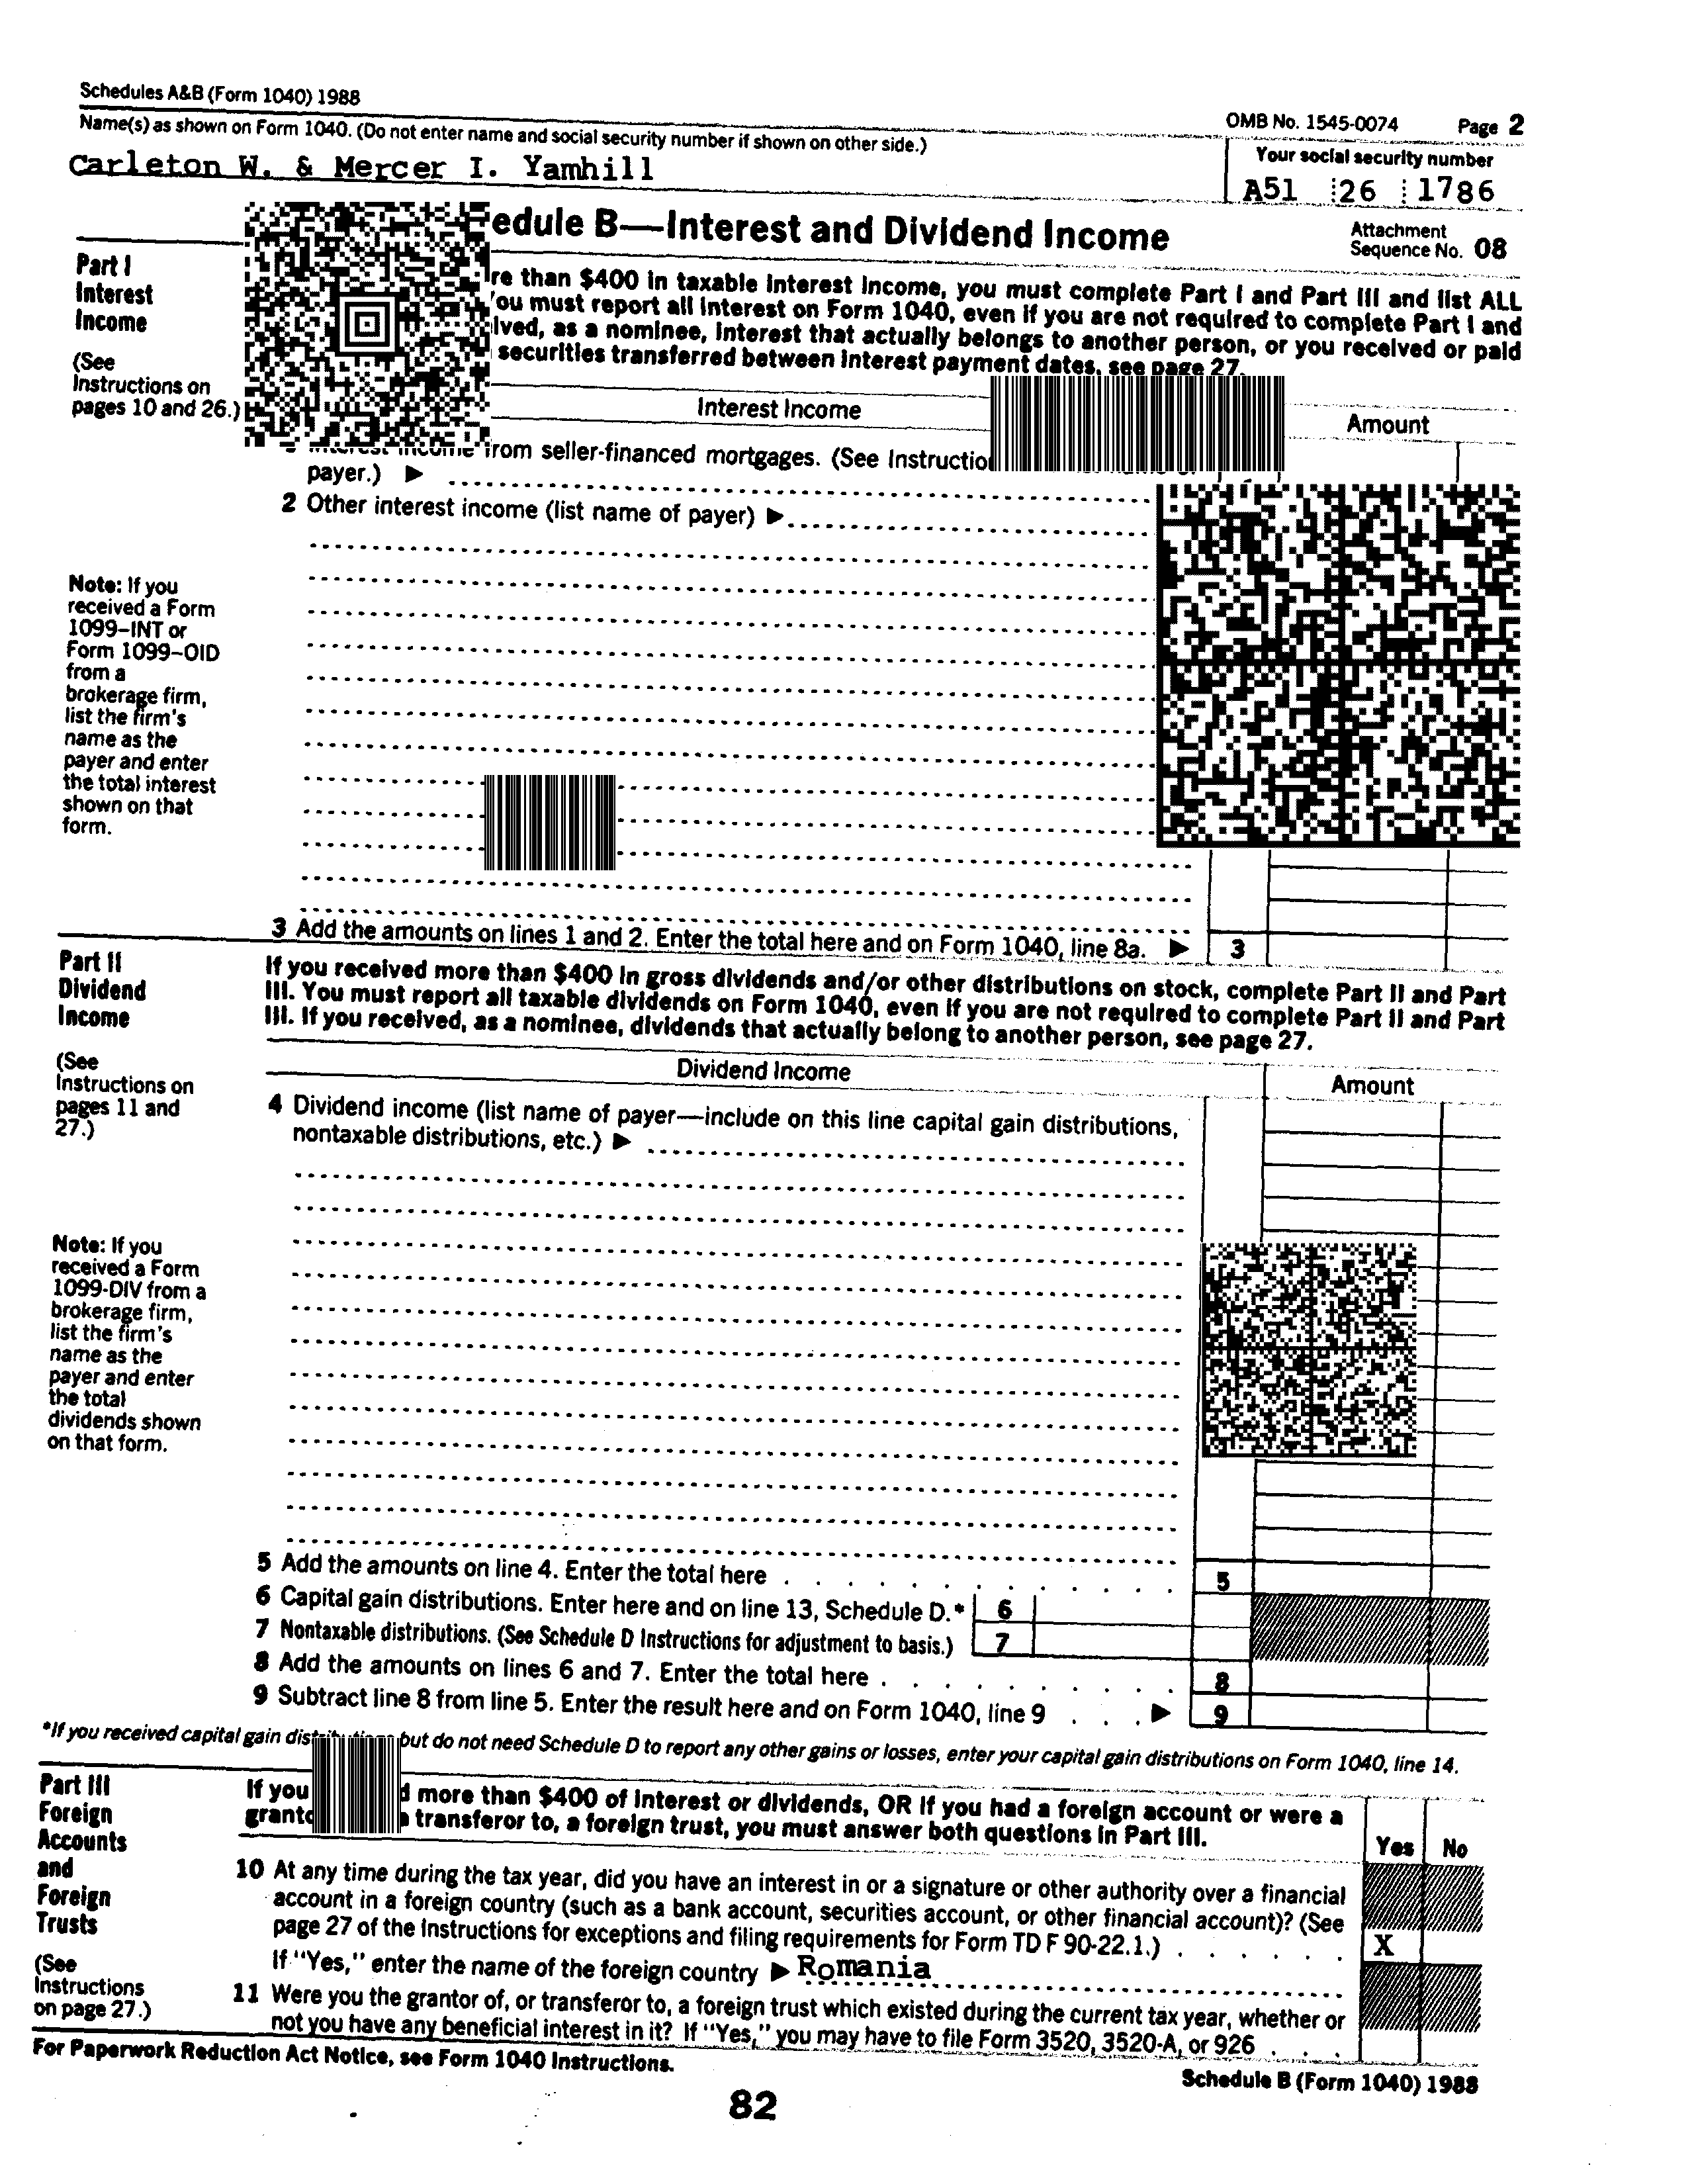 Schedules A&B (Form 1040) 1988
OMB No. 1545-0074 Page 2
Name(s) as shown on Form 1040. (Do not enter name and social security number if shown on other side.)
Your social security number
Carleton W. & Mercer I. Yamhill
A51 26 1786
edule B—Interest and Dividend Income
Attachment
Sequence No. 08
Part I
Interest
Income
(See
Instructions on
pages 10 and 26.)
re than $400 in taxable interest income, you must complete Part I and Part III and list ALL
ou must report all interest on Form 1040, even if you are not required to complete Part I and
ived, as a nominee, interest that actually belongs to another person, or you received or paid
securities transferred between interest payment dates, see page 27.
Interest Income
Amount
from seller-financed mortgages. (See Instructio
payer.) ▶
2 Other interest income (list name of payer) ▶
Note: If you
received a Form
1099–INT or
Form 1099–OID
from a
brokerage firm,
list the firm's
name as the
payer and enter
the total interest
shown on that
form.
3 Add the amounts on lines 1 and 2. Enter the total here and on Form 1040, line 8a. ▶ 3
Part II
Dividend
Income
(See
Instructions on
pages 11 and
27.)
If you received more than $400 in gross dividends and/or other distributions on stock, complete Part II and Part
III. You must report all taxable dividends on Form 1040, even if you are not required to complete Part II and Part
III. If you received, as a nominee, dividends that actually belong to another person, see page 27.
Dividend Income
Amount
4 Dividend income (list name of payer—include on this line capital gain distributions,
nontaxable distributions, etc.) ▶
Note: If you
received a Form
1099-DIV from a
brokerage firm,
list the firm's
name as the
payer and enter
the total
dividends shown
on that form.
5 Add the amounts on line 4. Enter the total here . . . . . . . . . . . . 5
6 Capital gain distributions. Enter here and on line 13, Schedule D.* 6
7 Nontaxable distributions. (See Schedule D Instructions for adjustment to basis.) 7
8 Add the amounts on lines 6 and 7. Enter the total here . . . . . . . . . . 8
9 Subtract line 8 from line 5. Enter the result here and on Form 1040, line 9 . . . ▶ 9
*If you received capital gain distributions but do not need Schedule D to report any other gains or losses, enter your capital gain distributions on Form 1040, line 14.
Part III
Foreign
Accounts
and
Foreign
Trusts
(See
Instructions
on page 27.)
If you d more than $400 of interest or dividends, OR if you had a foreign account or were a
granto a transferor to, a foreign trust, you must answer both questions in Part III.
Yes No
10 At any time during the tax year, did you have an interest in or a signature or other authority over a financial
account in a foreign country (such as a bank account, securities account, or other financial account)? (See
page 27 of the Instructions for exceptions and filing requirements for Form TD F 90-22.1.) . . . . . . X
If "Yes," enter the name of the foreign country ▶ Romania
11 Were you the grantor of, or transferor to, a foreign trust which existed during the current tax year, whether or
not you have any beneficial interest in it? If "Yes," you may have to file Form 3520, 3520-A, or 926 . . .
For Paperwork Reduction Act Notice, see Form 1040 Instructions.
Schedule B (Form 1040) 1988
82